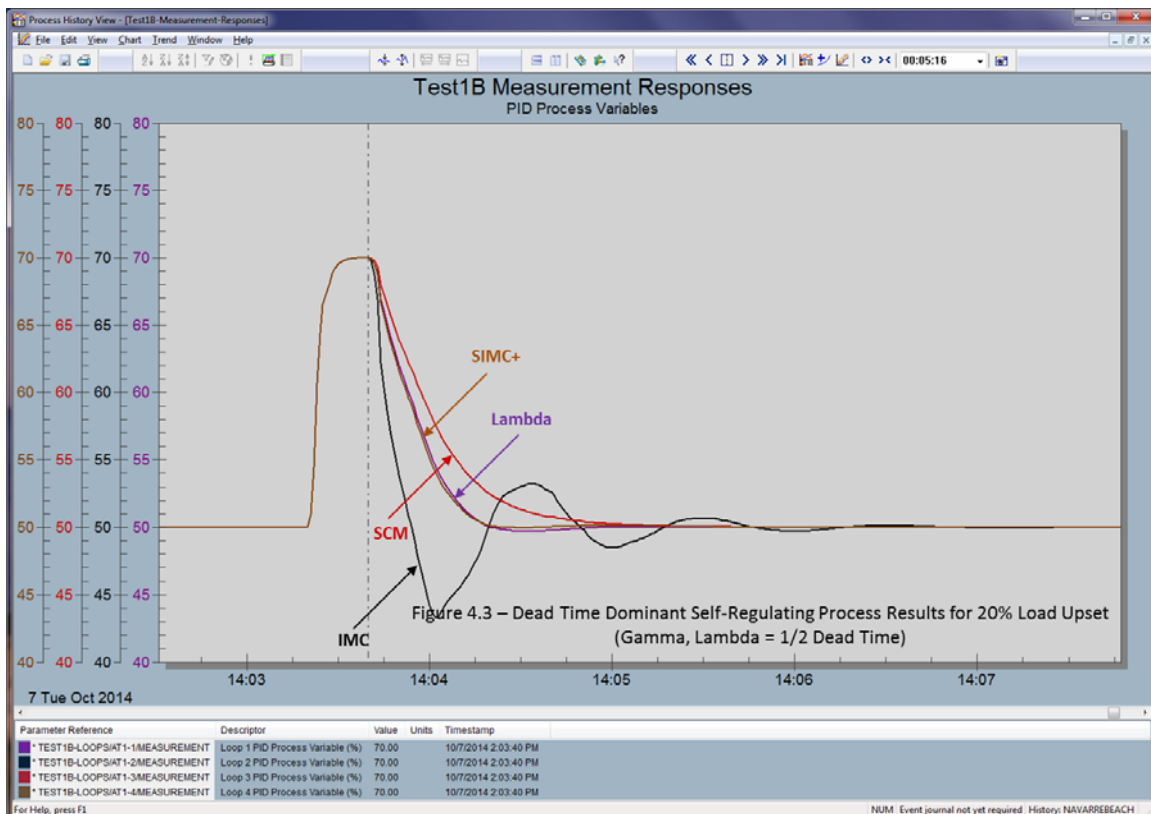 Process History View - [Test1B-Measurement-Responses]
File Edit View Chart Trend Window Help
00:05:16
Test1B Measurement Responses
PID Process Variables
80 80 80 80
75 75 75 75
70 70 70 70
65 65 65 65
60 60 60 60
55 55 55 55
50 50 50 50
45 45 45 45
40 40 40 40
SIMC+
Lambda
SCM
IMC
Figure 4.3 – Dead Time Dominant Self-Regulating Process Results for 20% Load Upset
(Gamma, Lambda = 1/2 Dead Time)
14:03 14:04 14:05 14:06 14:07
7 Tue Oct 2014
Parameter Reference Descriptor Value Units Timestamp
* TEST1B-LOOPS/AT1-1/MEASUREMENT Loop 1 PID Process Variable (%) 70.00 10/7/2014 2:03:40 PM
* TEST1B-LOOPS/AT1-2/MEASUREMENT Loop 2 PID Process Variable (%) 70.00 10/7/2014 2:03:40 PM
* TEST1B-LOOPS/AT1-3/MEASUREMENT Loop 3 PID Process Variable (%) 70.00 10/7/2014 2:03:40 PM
* TEST1B-LOOPS/AT1-4/MEASUREMENT Loop 4 PID Process Variable (%) 70.00 10/7/2014 2:03:40 PM
For Help, press F1 NUM Event journal not yet required History: NAVARREBEACH